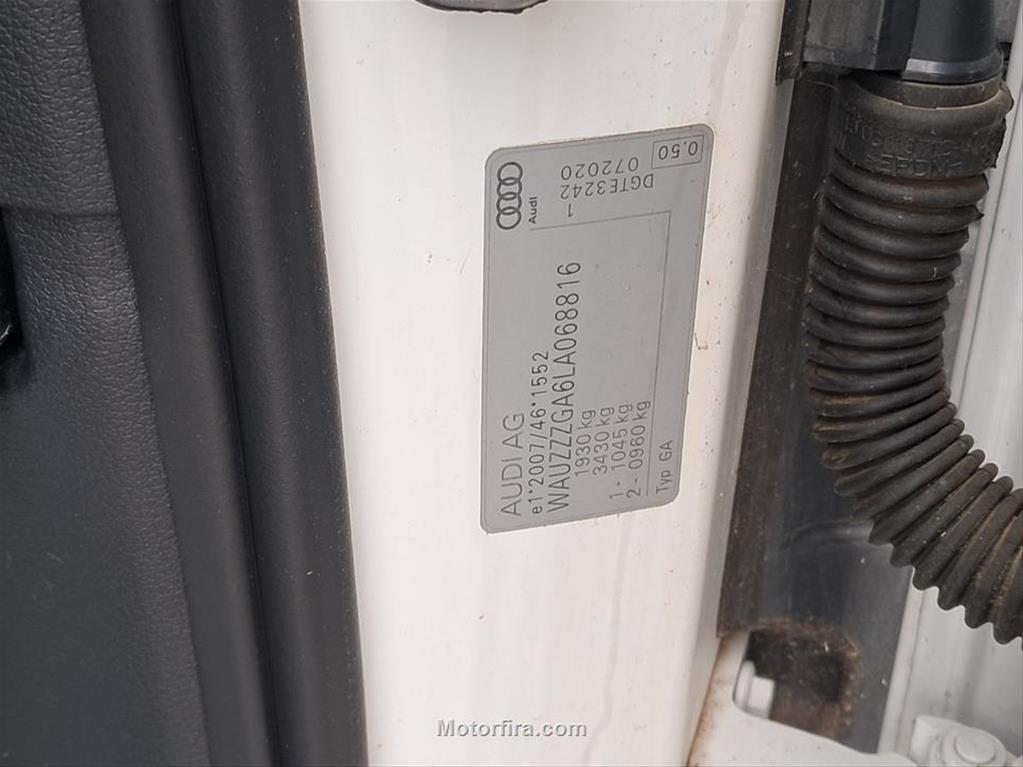 AUDI AG
e1*2007/46*1552
WAUZZZGA6LA068816
1930 kg
3430 kg
1 - 1045 kg
2 - 0960 kg
Typ GA
Audi
1
DGTE3242
072020
0.50
-EPDM-
Motorfira.com